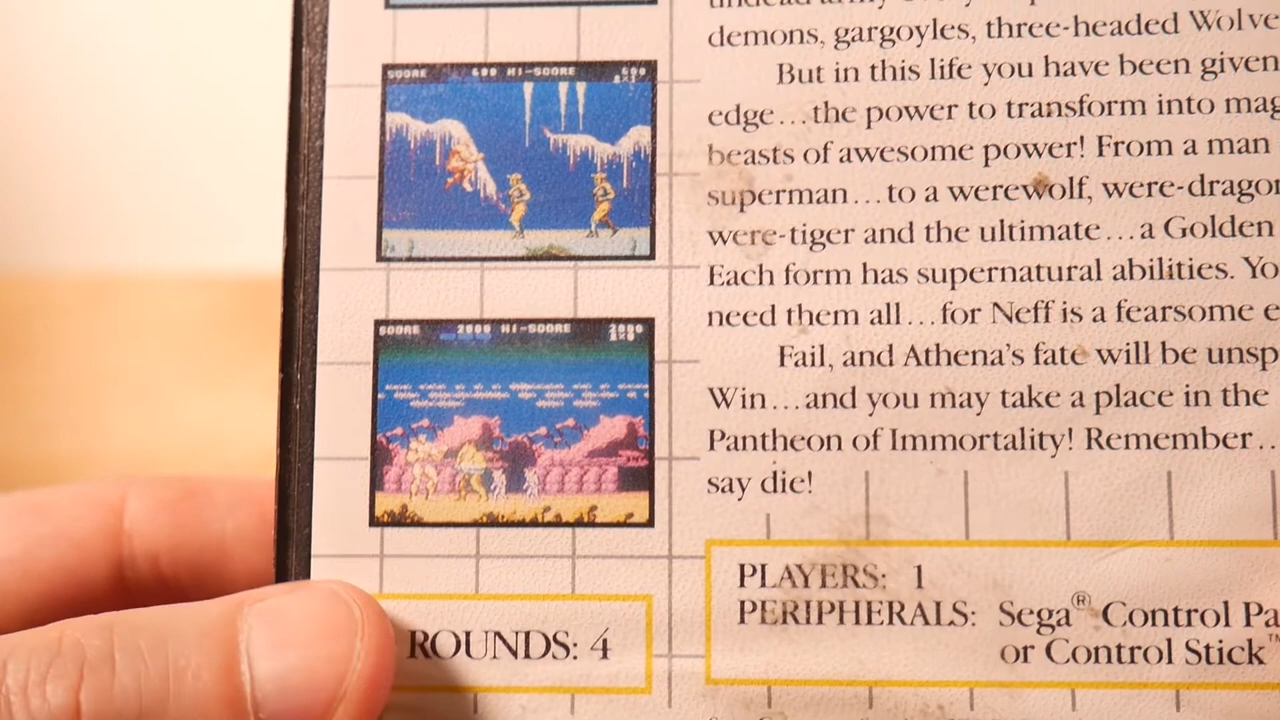 demons, gargoyles, three-headed Wolve
But in this life you have been given
edge...the power to transform into mag
beasts of awesome power! From a man
superman...to a werewolf, were-dragon
were-tiger and the ultimate...a Golden
Each form has supernatural abilities. Yo
need them all...for Neff is a fearsome e
Fail, and Athena's fate will be unsp
Win...and you may take a place in the
Pantheon of Immortality! Remember...
say die!
SCORE 600 HI-SCORE 600
SCORE 2000 HI-SCORE 2000
ROUNDS: 4
PLAYERS: 1
PERIPHERALS: Sega® Control Pa
or Control Stick™